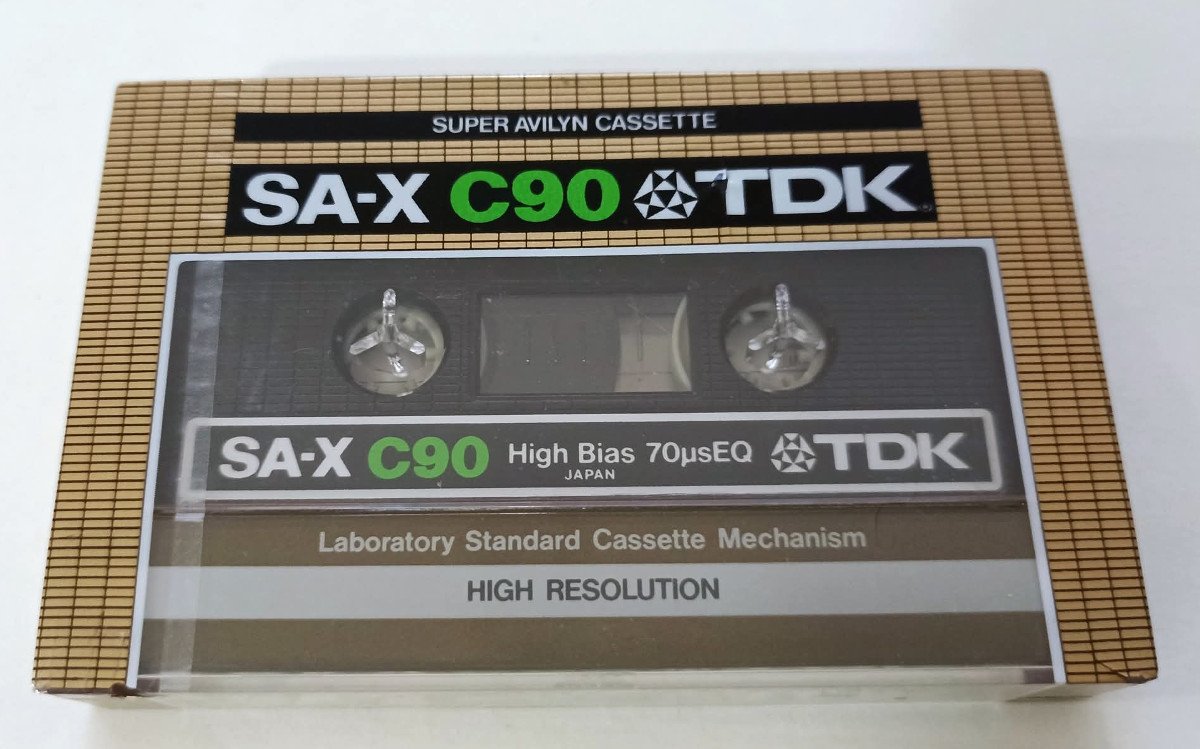 SUPER AVILYN CASSETTE
SA-X C90 TDK
SA-X C90 High Bias 70µsEQ TDK
JAPAN
Laboratory Standard Cassette Mechanism
HIGH RESOLUTION